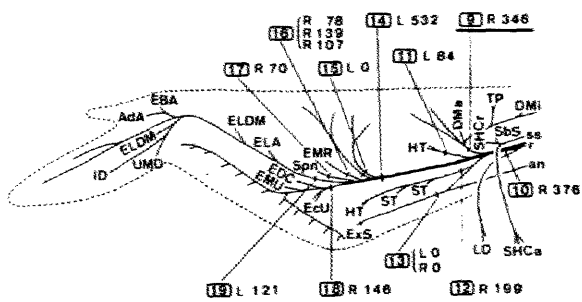 16 R 78
R 139
R 107
14 L 532
9 R 346
17 R 70
15 L 0
11 L 84
EBA
AdA
ELDM
ELDM
ID
UMD
ELA
EMR
Spn
EDC
EMU
EcU
HT
DMa
SHCr
TP
DMi
SbS
ss
r
an
10 R 376
HT
ST
ST
ExS
LD
SHCa
13 L 0
R 0
19 L 121
18 R 146
12 R 199